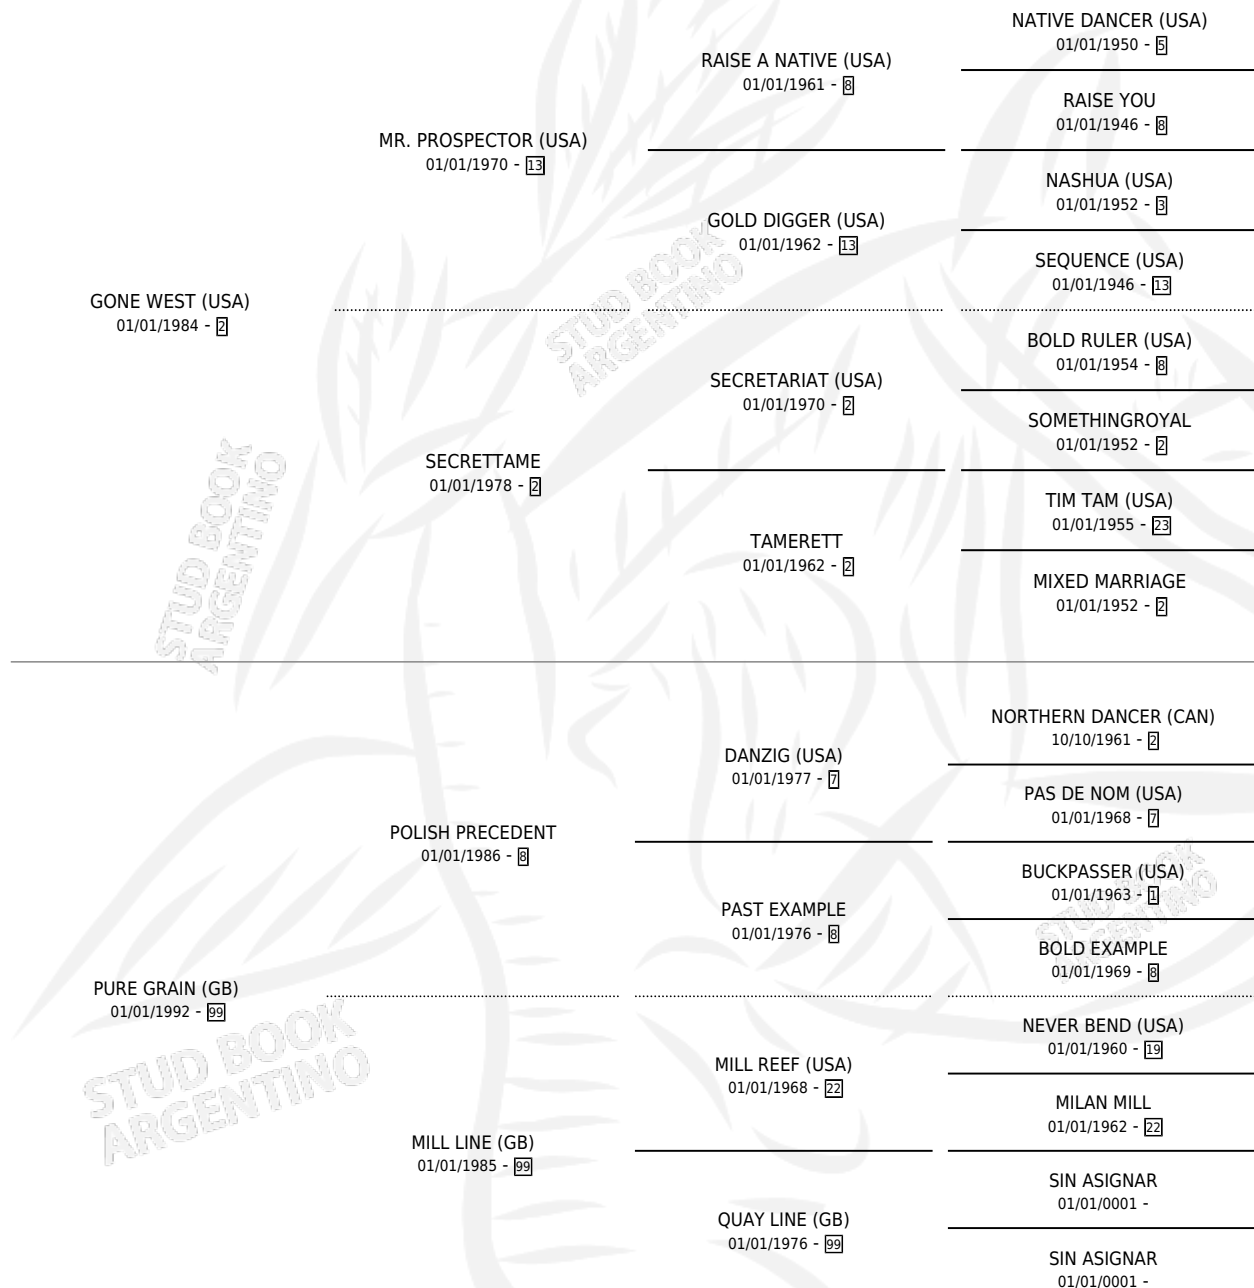 GONE WEST (USA)
01/01/1984 - 2
MR. PROSPECTOR (USA)
01/01/1970 - 13
RAISE A NATIVE (USA)
01/01/1961 - 8
NATIVE DANCER (USA)
01/01/1950 - 5
RAISE YOU
01/01/1946 - 8
GOLD DIGGER (USA)
01/01/1962 - 13
NASHUA (USA)
01/01/1952 - 3
SEQUENCE (USA)
01/01/1946 - 13
SECRETTAME
01/01/1978 - 2
SECRETARIAT (USA)
01/01/1970 - 2
BOLD RULER (USA)
01/01/1954 - 8
SOMETHINGROYAL
01/01/1952 - 2
TAMERETT
01/01/1962 - 2
TIM TAM (USA)
01/01/1955 - 23
MIXED MARRIAGE
01/01/1952 - 2
PURE GRAIN (GB)
01/01/1992 - 99
POLISH PRECEDENT
01/01/1986 - 8
DANZIG (USA)
01/01/1977 - 7
NORTHERN DANCER (CAN)
10/10/1961 - 2
PAS DE NOM (USA)
01/01/1968 - 7
PAST EXAMPLE
01/01/1976 - 8
BUCKPASSER (USA)
01/01/1963 - 1
BOLD EXAMPLE
01/01/1969 - 8
MILL LINE (GB)
01/01/1985 - 99
MILL REEF (USA)
01/01/1968 - 22
NEVER BEND (USA)
01/01/1960 - 19
MILAN MILL
01/01/1962 - 22
QUAY LINE (GB)
01/01/1976 - 99
SIN ASIGNAR
01/01/0001 -
SIN ASIGNAR
01/01/0001 -
STUD BOOK
ARGENTINO
STUD BOOK
ARGENTINO
STUD BOOK
ARGENTINO
STUD BOOK
ARGENTINO